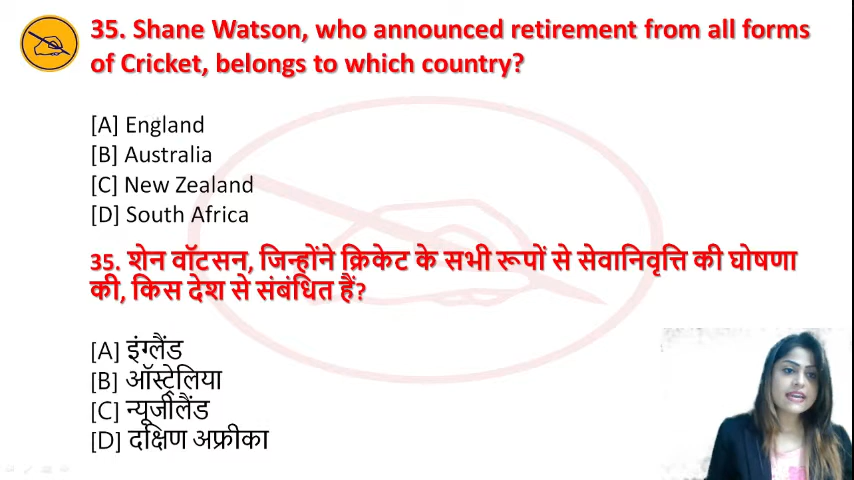 35. Shane Watson, who announced retirement from all forms
of Cricket, belongs to which country?
[A] England
[B] Australia
[C] New Zealand
[D] South Africa
35. शेन वॉटसन, जिन्होंने क्रिकेट के सभी रूपों से सेवानिवृत्ति की घोषणा
की, किस देश से संबंधित हैं?
[A] इंग्लैंड
[B] ऑस्ट्रेलिया
[C] न्यूजीलैंड
[D] दक्षिण अफ्रीका